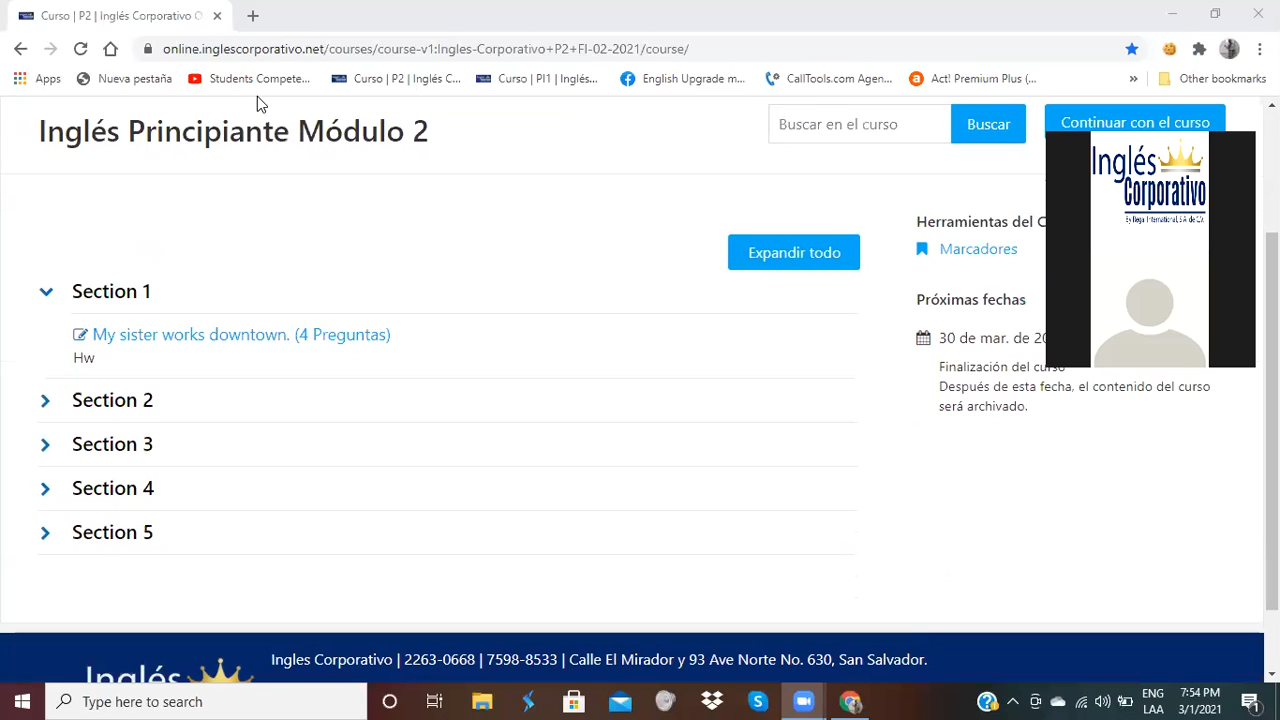 Curso | P2 | Inglés Corporativo O
online.inglescorporativo.net/courses/course-v1:Ingles-Corporativo+P2+FI-02-2021/course/
Apps
Nueva pestaña
Students Compete...
Curso | P2 | Inglés C...
Curso | PI1 | Inglés...
English Upgrade m...
CallTools.com Agen...
Act! Premium Plus (...
»
Other bookmarks
Inglés Principiante Módulo 2
Buscar en el curso
Buscar
Continuar con el curso
Inglés
Corporativo
By Regal International, S.A. de C.V.
Herramientas del C
Marcadores
Expandir todo
Section 1
My sister works downtown. (4 Preguntas)
Hw
Próximas fechas
30 de mar. de 20
Finalización del curso
Después de esta fecha, el contenido del curso
será archivado.
Section 2
Section 3
Section 4
Section 5
Inglés
Ingles Corporativo | 2263-0668 | 7598-8533 | Calle El Mirador y 93 Ave Norte No. 630, San Salvador.
Type here to search
ENG
LAA
7:54 PM
3/1/2021